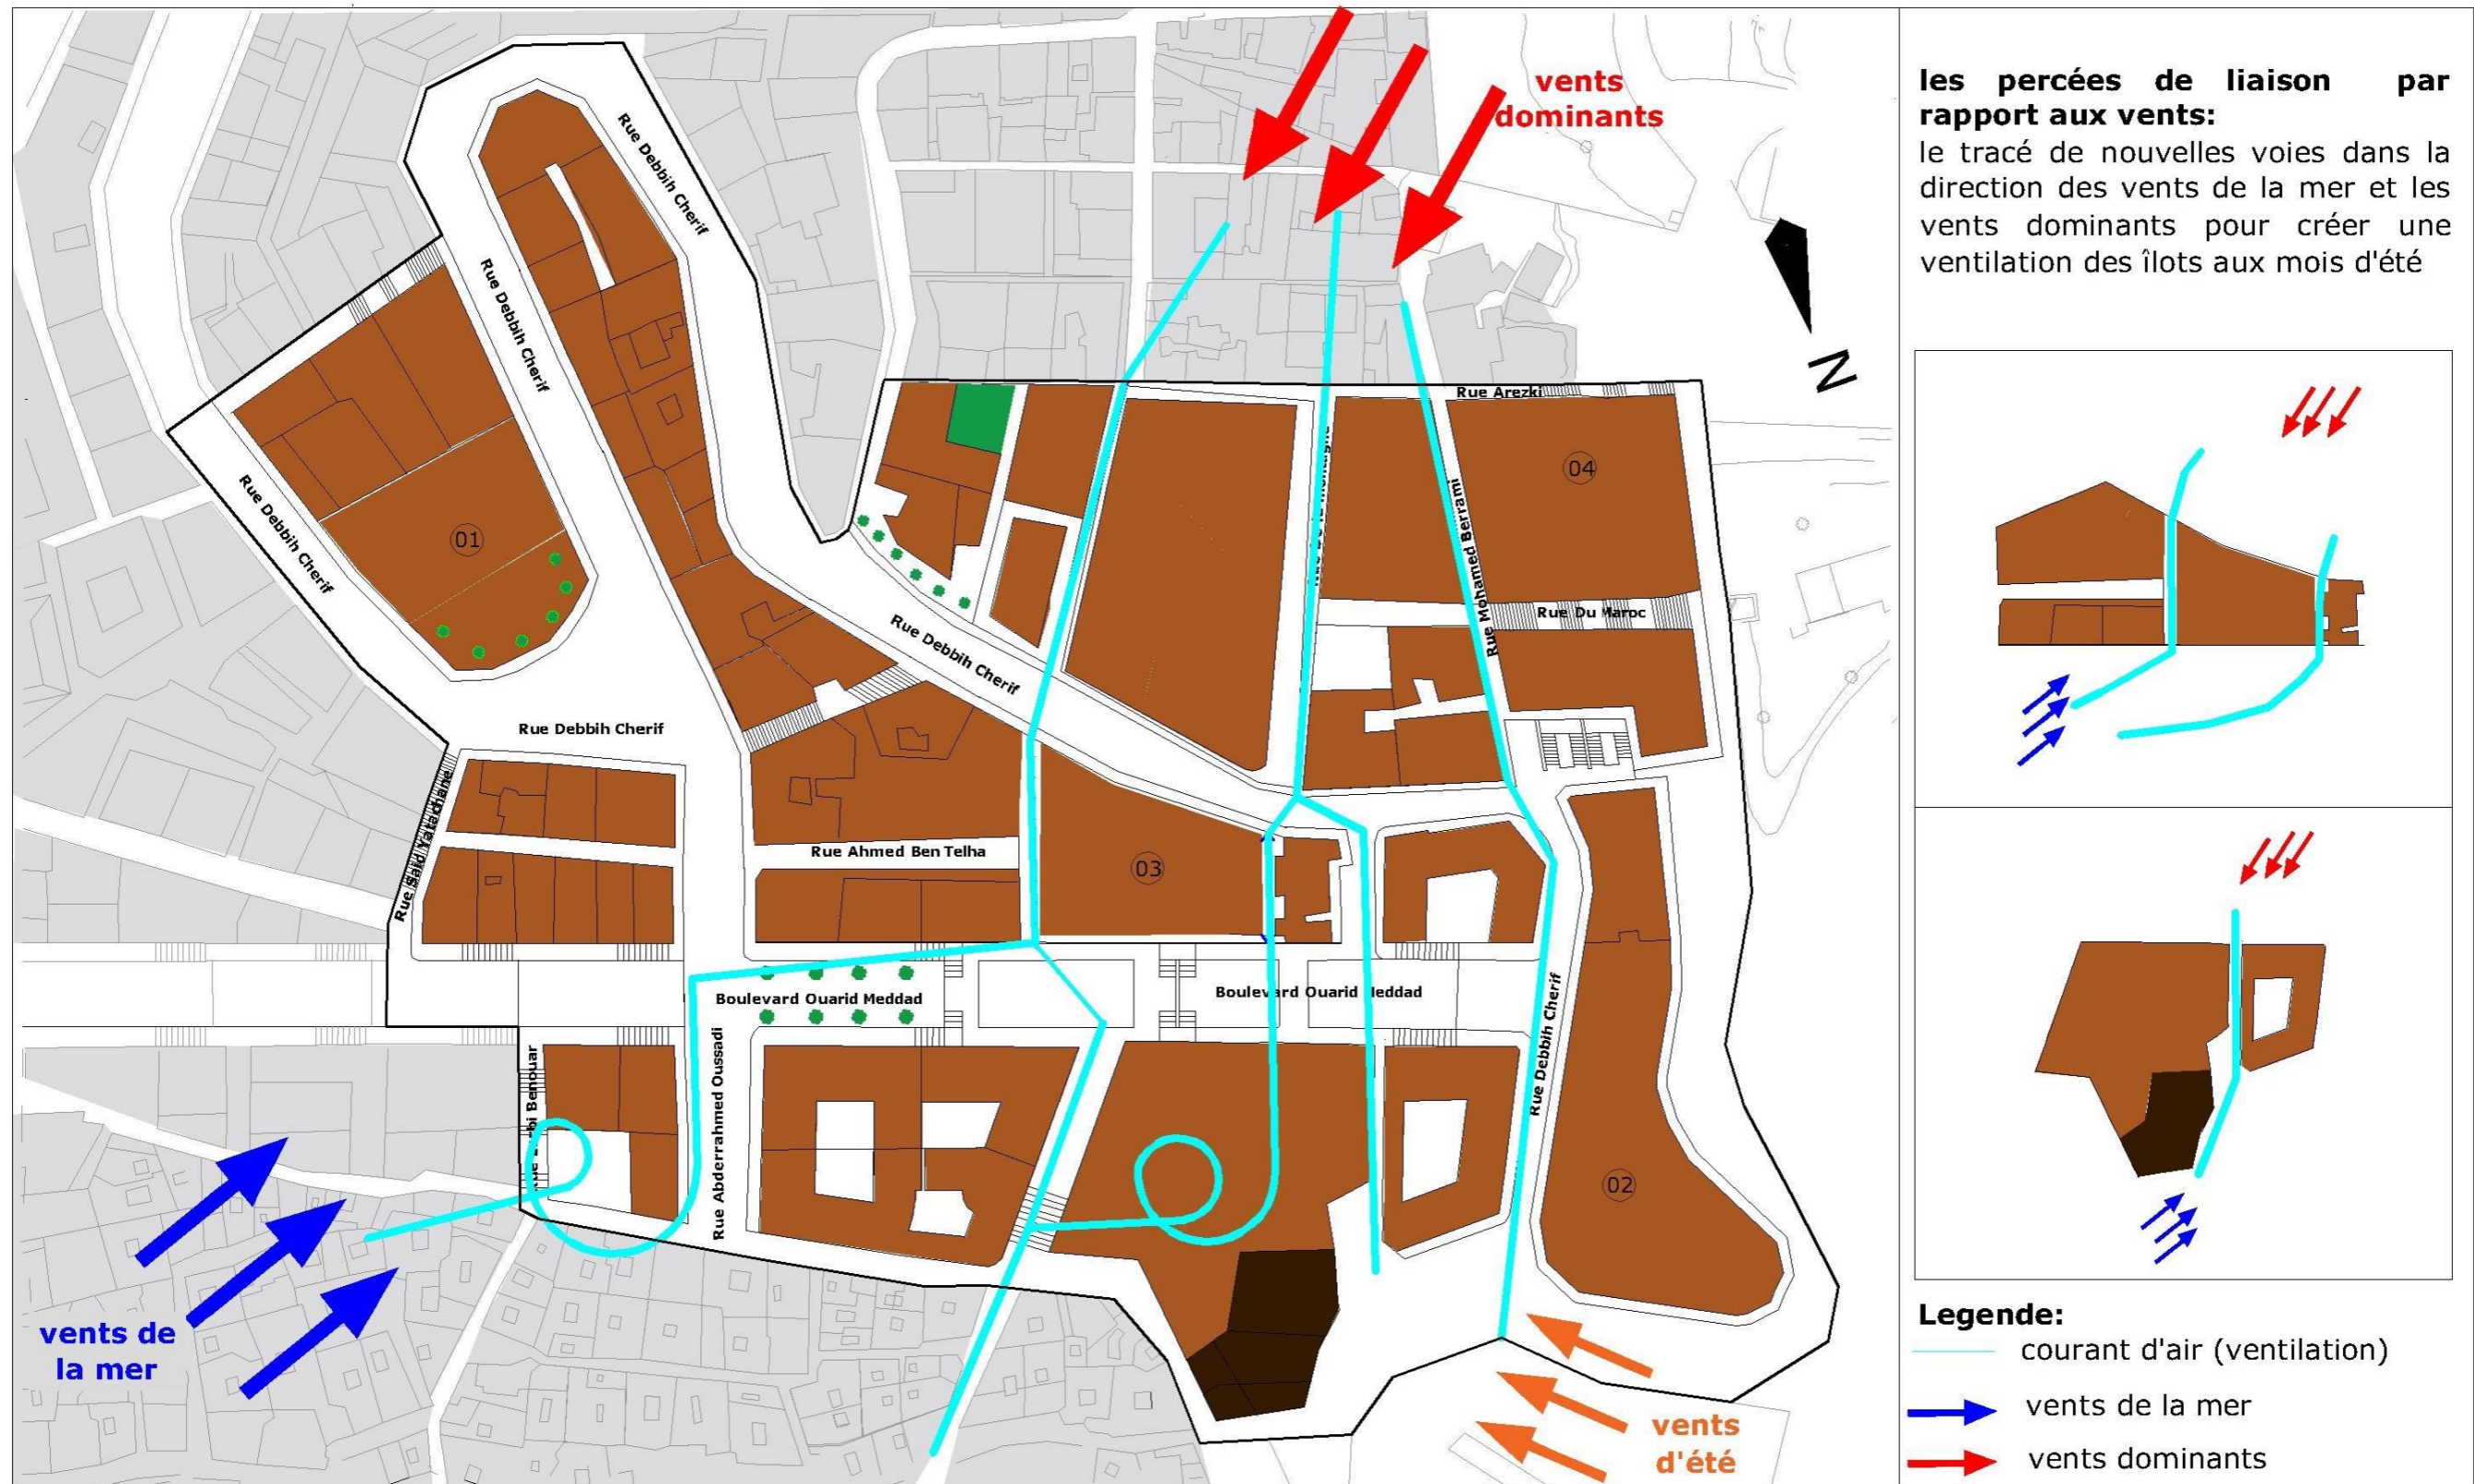 vents
dominants
Rue Debbih Cherif
Rue Debbih Cherif
Rue Arezki
04
Rue Mohamed Berrami
Rue Debbih Cherif
01
Rue Du Maroc
Rue Debbih Cherif
Rue Debbih Cherif
Rue Ahmed Ben Telha
03
Rue
Boulevard Ouarid Meddad
Boulevard Ouarid Meddad
Rue Abderrahmed Oussadi
Benouar
Rue Debbih Cherif
02
vents de
la mer
vents
d'été
N
les percées de liaison par
rapport aux vents:
le tracé de nouvelles voies dans la
direction des vents de la mer et les
vents dominants pour créer une
ventilation des îlots aux mois d'été
Legende:
courant d'air (ventilation)
vents de la mer
vents dominants